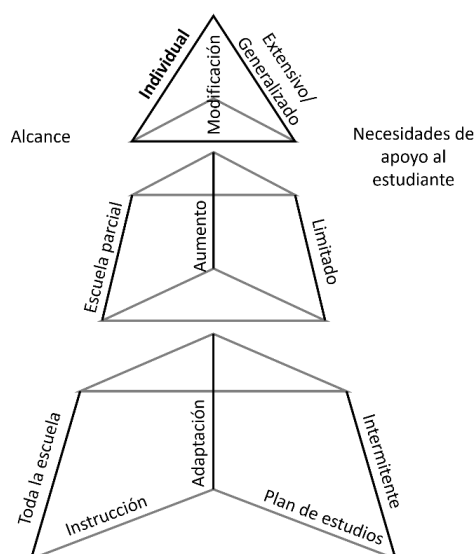 Individual
Modificación
Extensivo/
Generalizado
Alcance
Necesidades de
apoyo al
estudiante
Escuela parcial
Aumento
Limitado
Toda la escuela
Adaptación
Intermitente
Instrucción
Plan de estudios